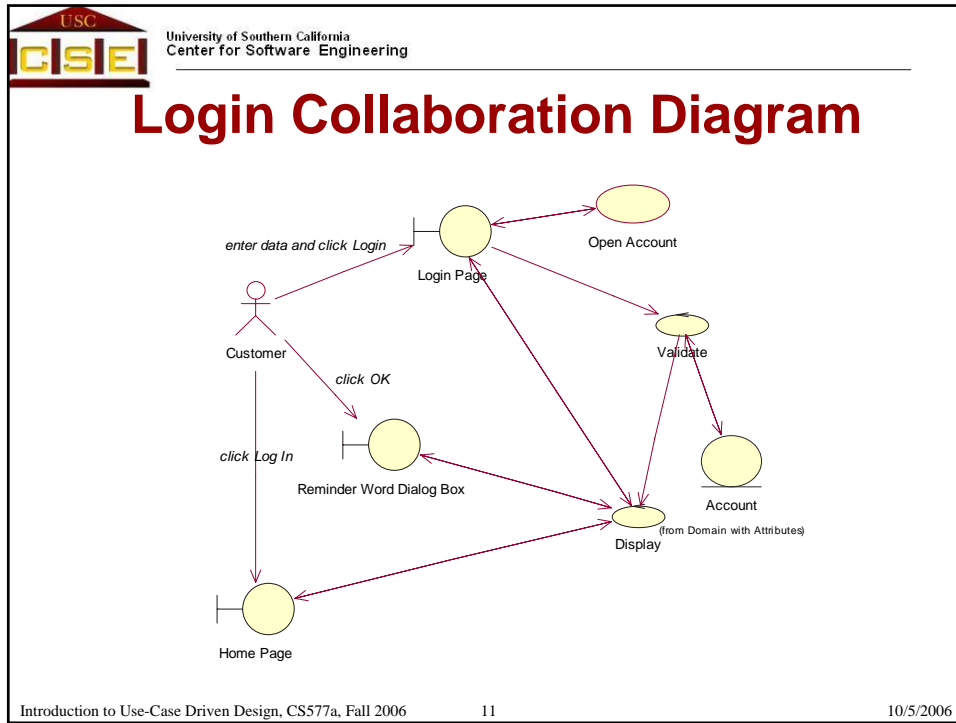 USC
CSE
University of Southern California
Center for Software Engineering
Login Collaboration Diagram
Open Account
enter data and click Login
Login Page
Validate
Customer
click OK
click Log In
Reminder Word Dialog Box
Account
(from Domain with Attributes)
Display
Home Page
Introduction to Use-Case Driven Design, CS577a, Fall 2006 11 10/5/2006